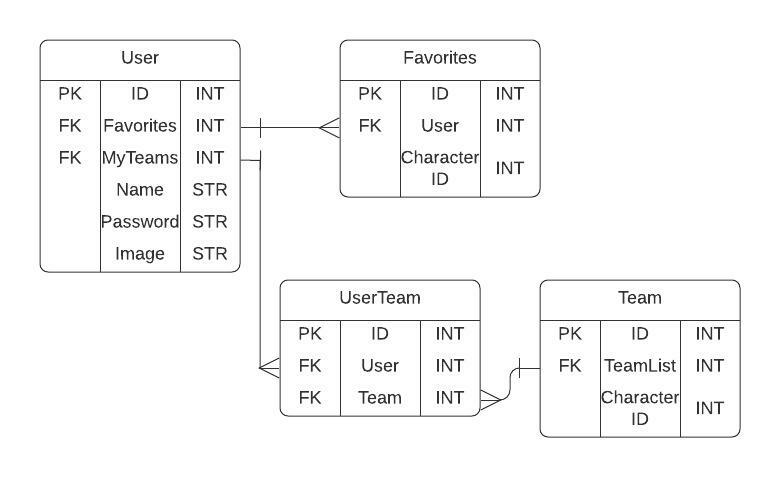 User
PK ID INT
FK Favorites INT
FK MyTeams INT
Name STR
Password STR
Image STR
Favorites
PK ID INT
FK User INT
Character
ID INT
UserTeam
PK ID INT
FK User INT
FK Team INT
Team
PK ID INT
FK TeamList INT
Character
ID INT